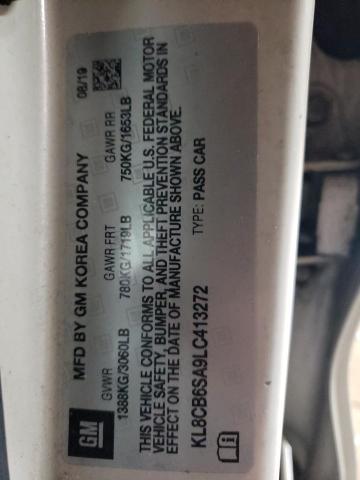 GM
MFD BY GM KOREA COMPANY 08/19
GVWR GAWR FRT GAWR RR
1388KG/3060LB 780KG/1719LB 750KG/1653LB
THIS VEHICLE CONFORMS TO ALL APPLICABLE U.S. FEDERAL MOTOR
VEHICLE SAFETY, BUMPER, AND THEFT PREVENTION STANDARDS IN
EFFECT ON THE DATE OF MANUFACTURE SHOWN ABOVE.
KL8CB6SA9LC413272 TYPE: PASS CAR